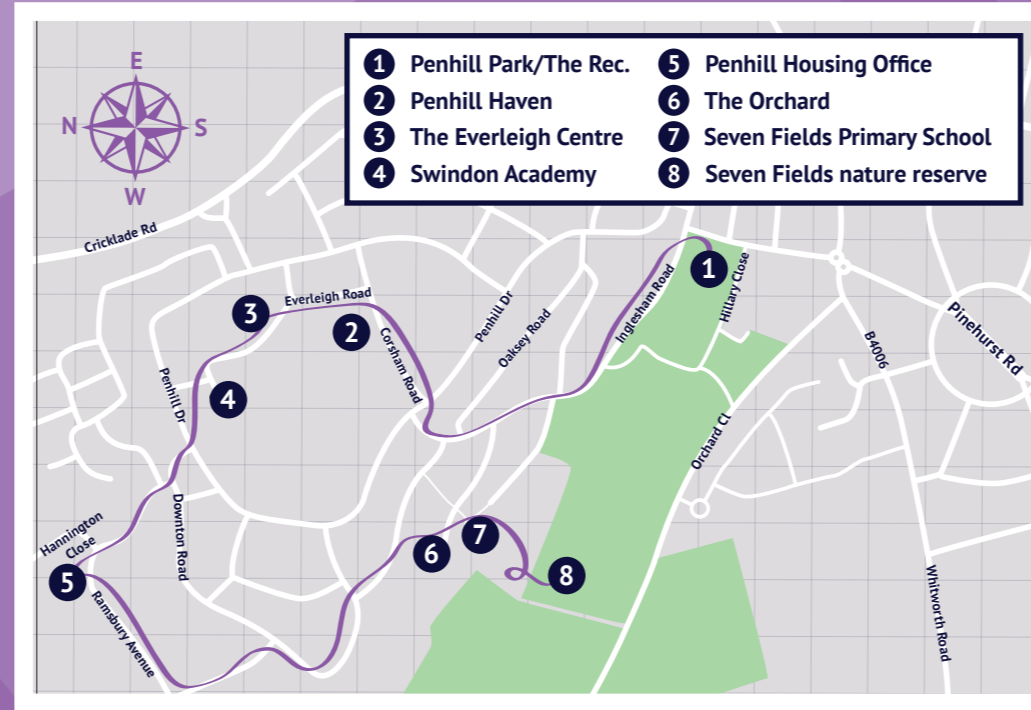 E
N
S
W
1 Penhill Park/The Rec.
2 Penhill Haven
3 The Everleigh Centre
4 Swindon Academy
5 Penhill Housing Office
6 The Orchard
7 Seven Fields Primary School
8 Seven Fields nature reserve
Cricklade Rd
Everleigh Road
Penhill Dr
Corsham Road
Penhill Dr
Oaksey Road
Inglesham Road
Hillary Close
B4006
Pinehurst Rd
Orchard Cl
Downton Road
Hannington
Close
Ramsbury Avenue
Whitworth Road
1
2
3
4
5
6
7
8